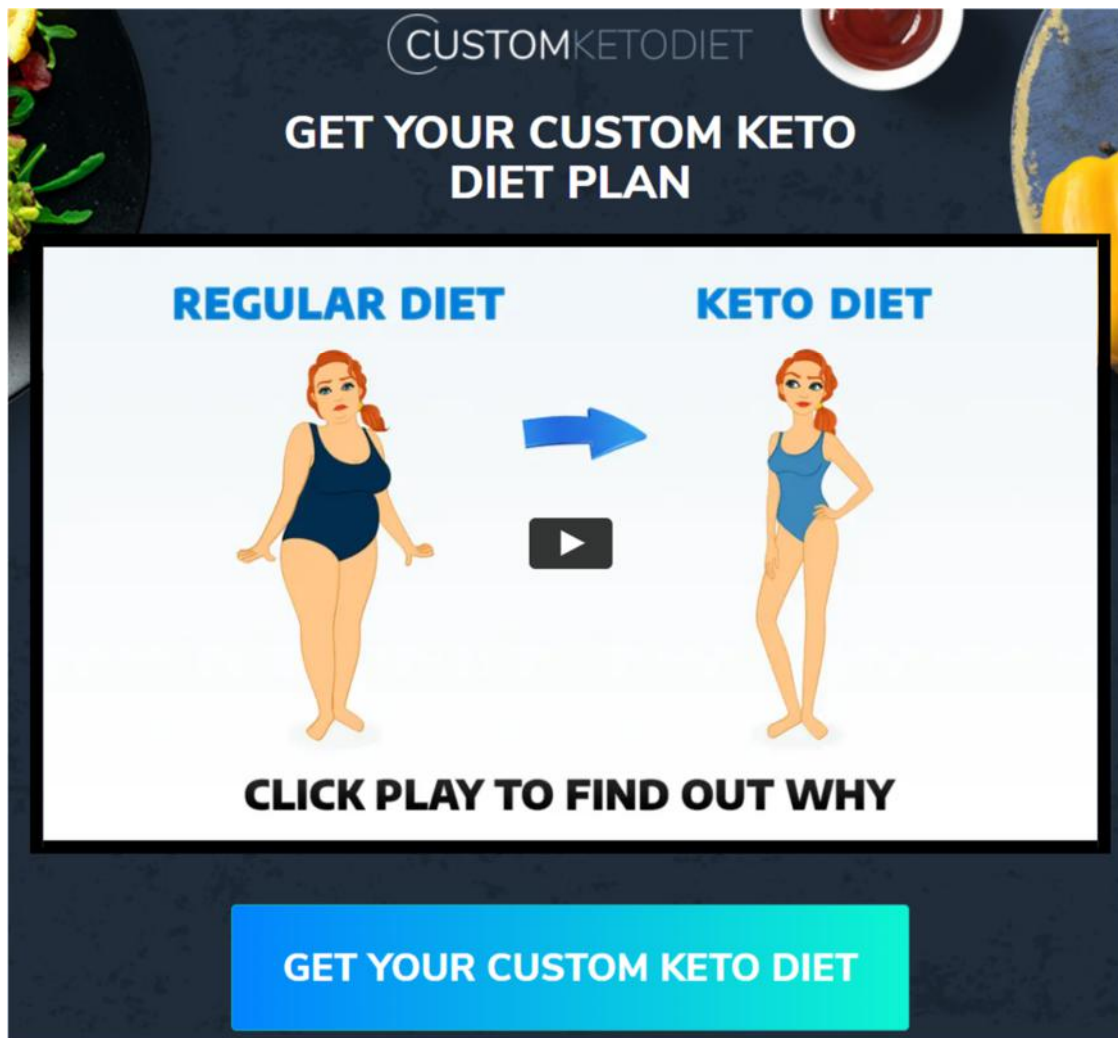 CUSTOMKETODIET
GET YOUR CUSTOM KETO
DIET PLAN
REGULAR DIET
KETO DIET
CLICK PLAY TO FIND OUT WHY
GET YOUR CUSTOM KETO DIET